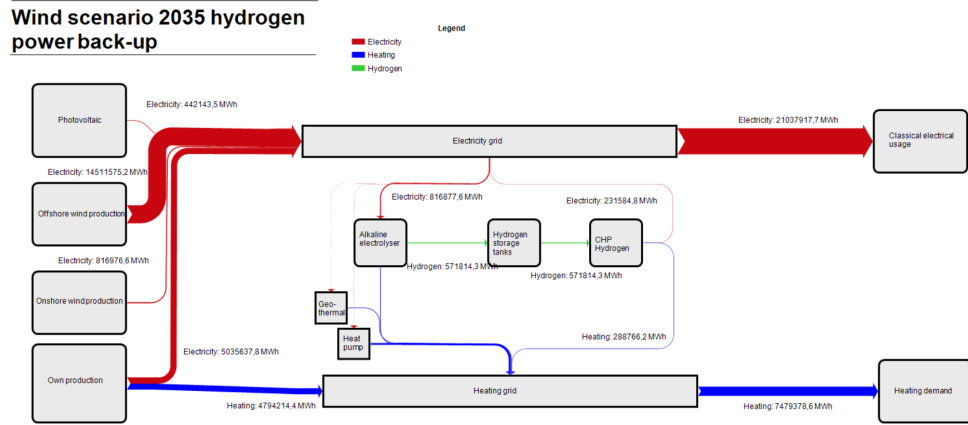 Wind scenario 2035 hydrogen
power back-up
Legend
Electricity
Heating
Hydrogen
Photovoltaic
Electricity: 442143,5 MWh
Electricity grid
Electricity: 21037917,7 MWh
Classical electrical
usage
Electricity: 14511575,2 MWh
Offshore wind production
Electricity: 816877,6 MWh
Electricity: 231584,8 MWh
Alkaline
electrolyser
Hydrogen
storage
tanks
CHP
Hydrogen
Electricity: 816976,6 MWh
Hydrogen: 571814,3 MWh
Hydrogen: 571814,3 MWh
Onshore wind production
Geo-
thermal
Heat
pump
Heating: 288766,2 MWh
Electricity: 5035637,8 MWh
Own production
Heating grid
Heating demand
Heating: 4794214,4 MWh
Heating: 7479378,6 MWh